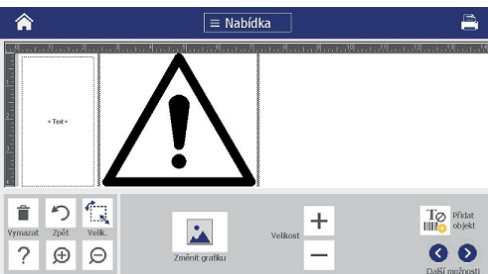 ≡ Nabídka
< Text >
Vymazat
Zpět
Velik.
Změnit grafiku
Velikost
Přidat
objekt
Další možnosti